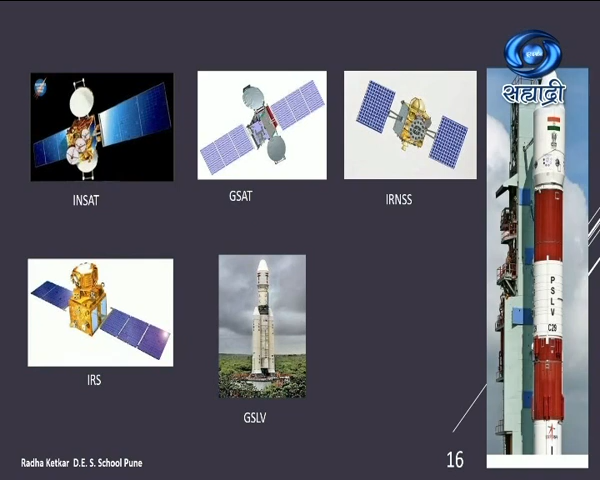 सह्याद्री
INSAT
GSAT
IRNSS
PSLV
C29
IRS
GSLV
Radha Ketkar D.E. S. School Pune
16